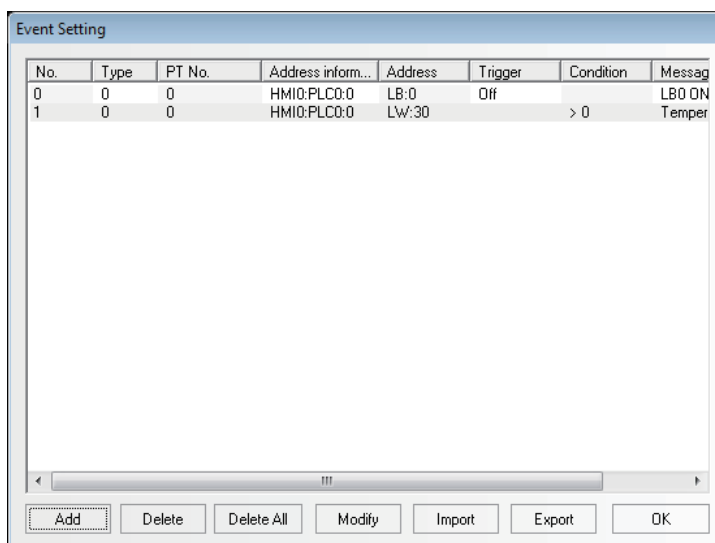 Event Setting
No. Type PT No. Address inform... Address Trigger Condition Messag
0 0 0 HMI0:PLC0:0 LB:0 Off LB0 ON
1 0 0 HMI0:PLC0:0 LW:30 > 0 Temper
Add Delete Delete All Modify Import Export OK